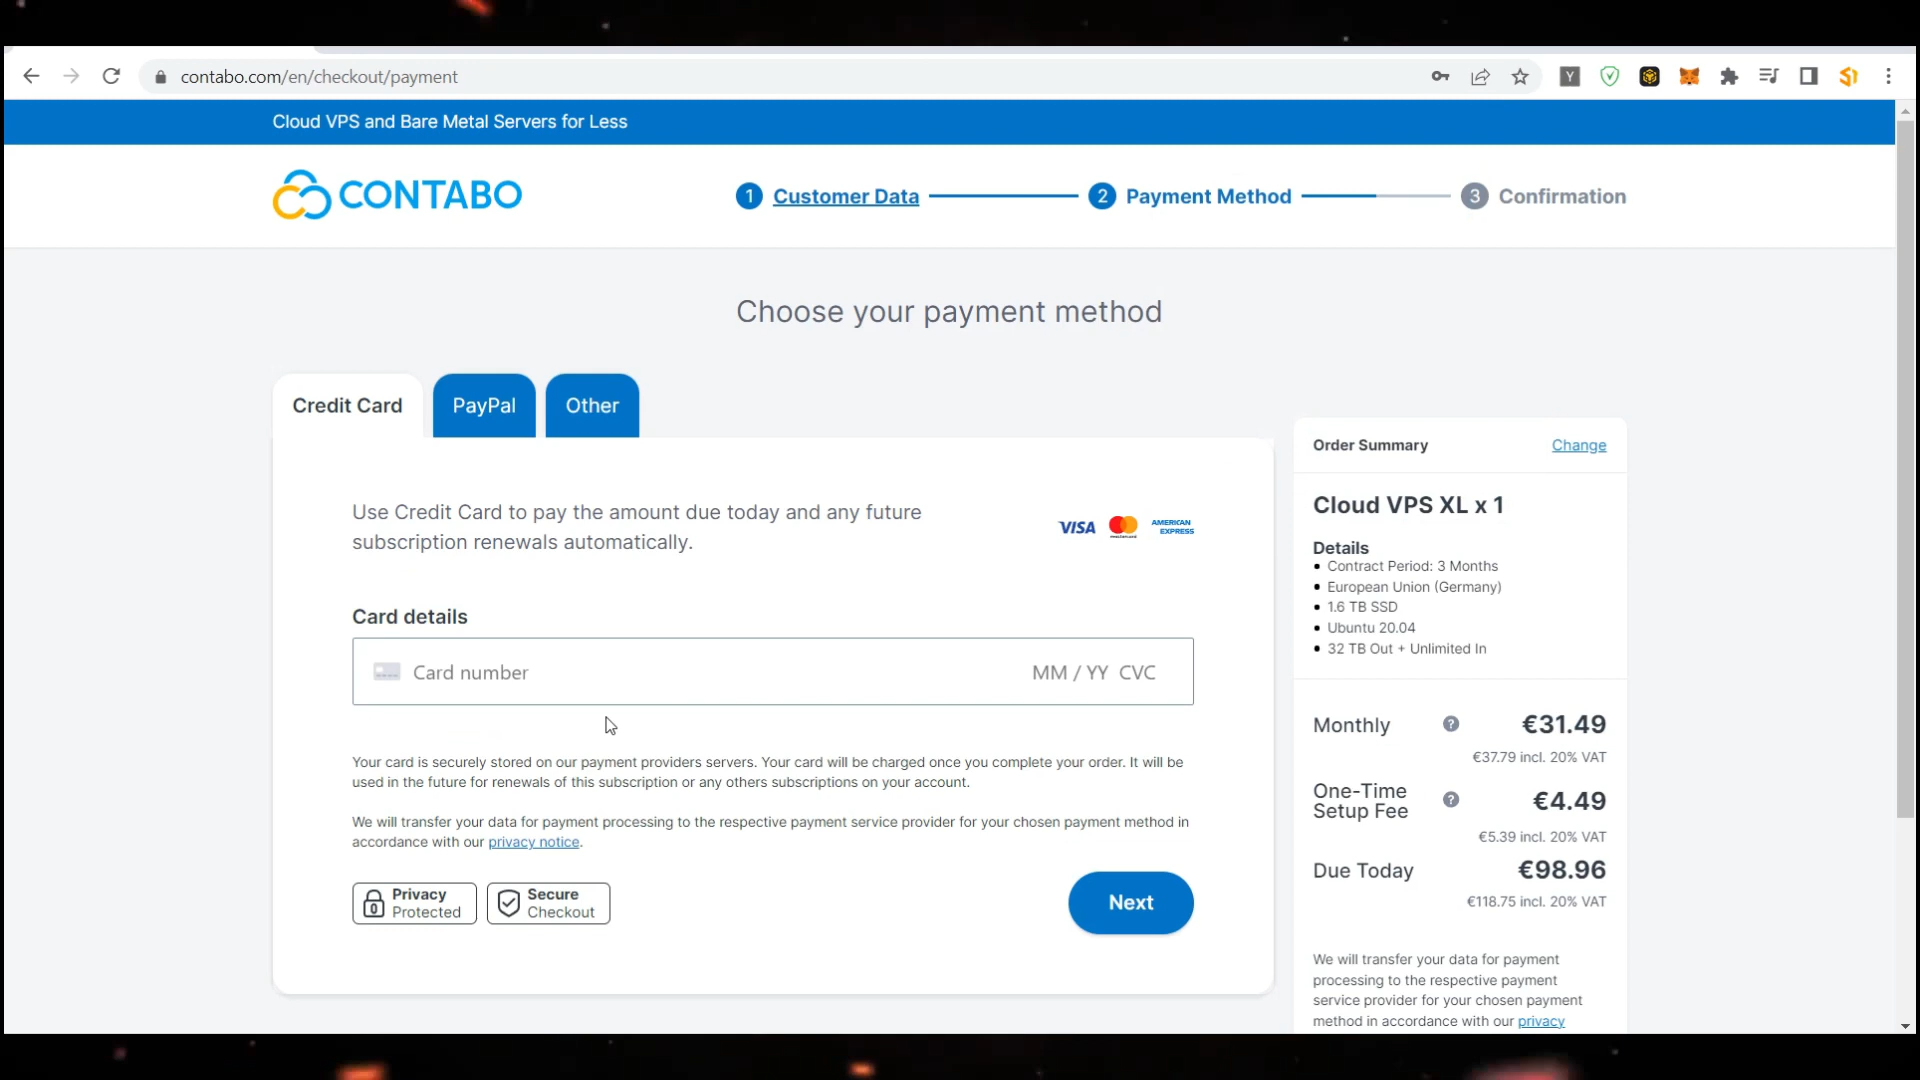 contabo.com/en/checkout/payment
Cloud VPS and Bare Metal Servers for Less
CONTABO
1 Customer Data
2 Payment Method
3 Confirmation
Choose your payment method
Credit Card
PayPal
Other
Use Credit Card to pay the amount due today and any future
subscription renewals automatically.
VISA
mastercard
AMERICAN
EXPRESS
Card details
Card number
MM / YY CVC
Your card is securely stored on our payment providers servers. Your card will be charged once you complete your order. It will be
used in the future for renewals of this subscription or any others subscriptions on your account.
We will transfer your data for payment processing to the respective payment service provider for your chosen payment method in
accordance with our privacy notice.
Privacy
Protected
Secure
Checkout
Next
Order Summary
Change
Cloud VPS XL x 1
Details
• Contract Period: 3 Months
• European Union (Germany)
• 1.6 TB SSD
• Ubuntu 20.04
• 32 TB Out + Unlimited In
Monthly ? €31.49
€37.79 incl. 20% VAT
One-Time
Setup Fee ? €4.49
€5.39 incl. 20% VAT
Due Today €98.96
€118.75 incl. 20% VAT
We will transfer your data for payment
processing to the respective payment
service provider for your chosen payment
method in accordance with our privacy